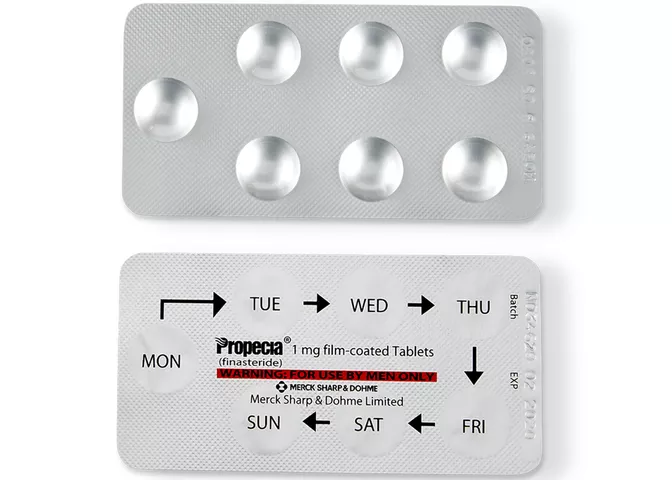 TUE
WED
THU
MON
Propecia® 1 mg film-coated Tablets
(finasteride)
WARNING: FOR USE BY MEN ONLY
MERCK SHARP & DOHME
Merck Sharp & Dohme Limited
SUN
SAT
FRI
Batch
EXP
02 2020